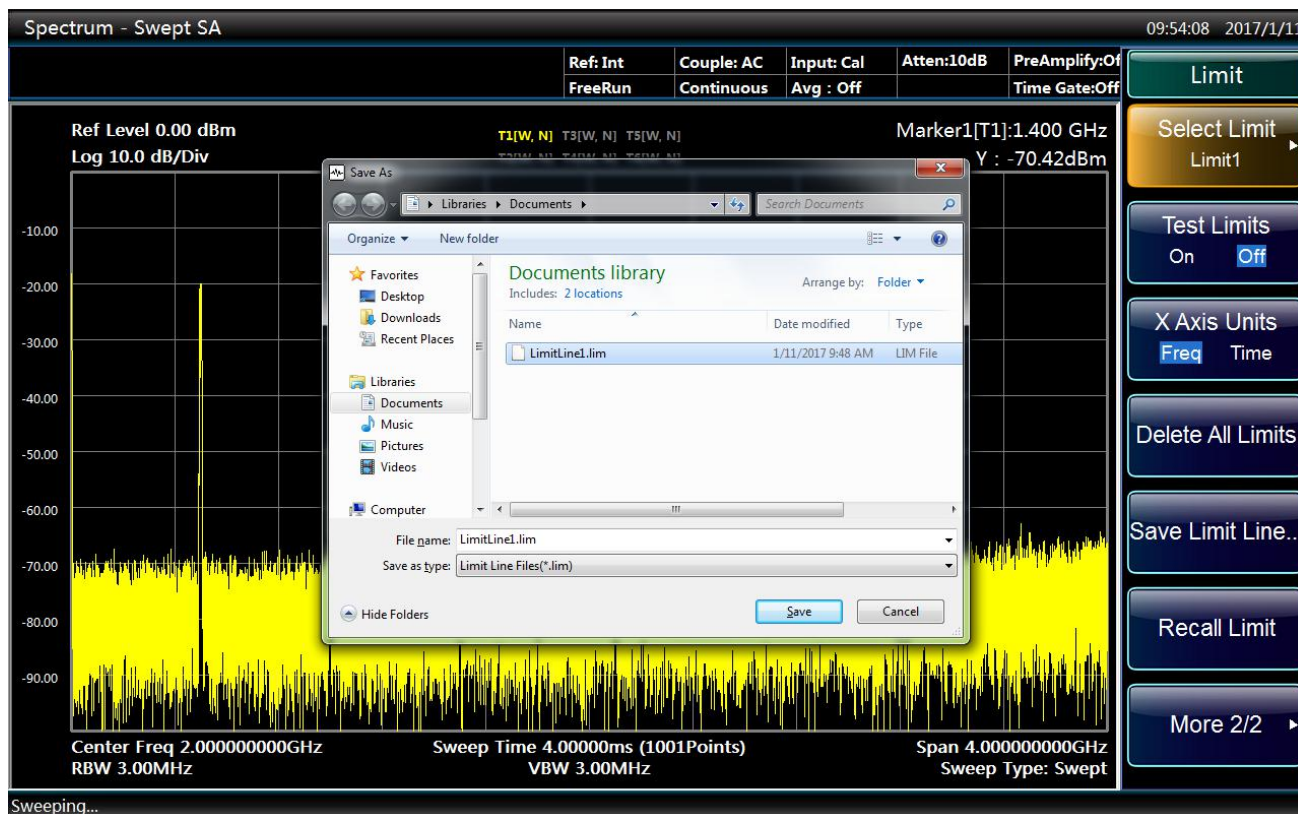 Spectrum - Swept SA
09:54:08 2017/1/11
Ref: Int Couple: AC Input: Cal Atten:10dB PreAmplify:Of
FreeRun Continuous Avg : Off Time Gate:Off
Limit
Ref Level 0.00 dBm
Log 10.0 dB/Div
T1[W, N] T3[W, N] T5[W, N]
Marker1[T1]:1.400 GHz
Y : -70.42dBm
Select Limit
Limit1
Test Limits
On Off
X Axis Units
Freq Time
Delete All Limits
Save Limit Line..
Recall Limit
More 2/2
-10.00
-20.00
-30.00
-40.00
-50.00
-60.00
-70.00
-80.00
-90.00
Save As
Libraries Documents
Search Documents
Organize New folder
Favorites
Desktop
Downloads
Recent Places
Libraries
Documents
Music
Pictures
Videos
Computer
Documents library
Includes: 2 locations
Arrange by: Folder
Name Date modified Type
LimitLine1.lim 1/11/2017 9:48 AM LIM File
File name: LimitLine1.lim
Save as type: Limit Line Files(*.lim)
Hide Folders
Save Cancel
Center Freq 2.000000000GHz Sweep Time 4.00000ms (1001Points) Span 4.000000000GHz
RBW 3.00MHz VBW 3.00MHz Sweep Type: Swept
Sweeping...